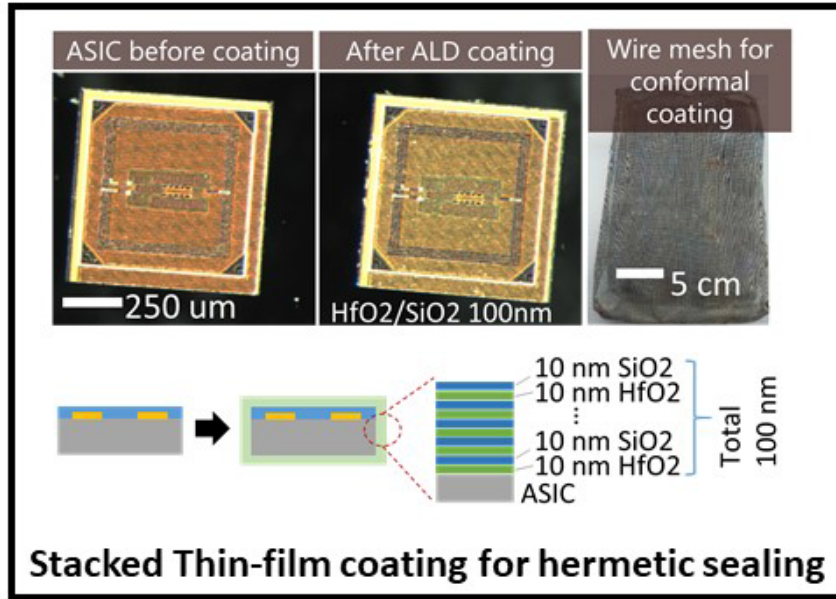 ASIC before coating
After ALD coating
Wire mesh for
conformal
coating
250 um
HfO2/SiO2 100nm
5 cm
10 nm SiO2
10 nm HfO2
...
10 nm SiO2
10 nm HfO2
ASIC
Total
100 nm
Stacked Thin-film coating for hermetic sealing